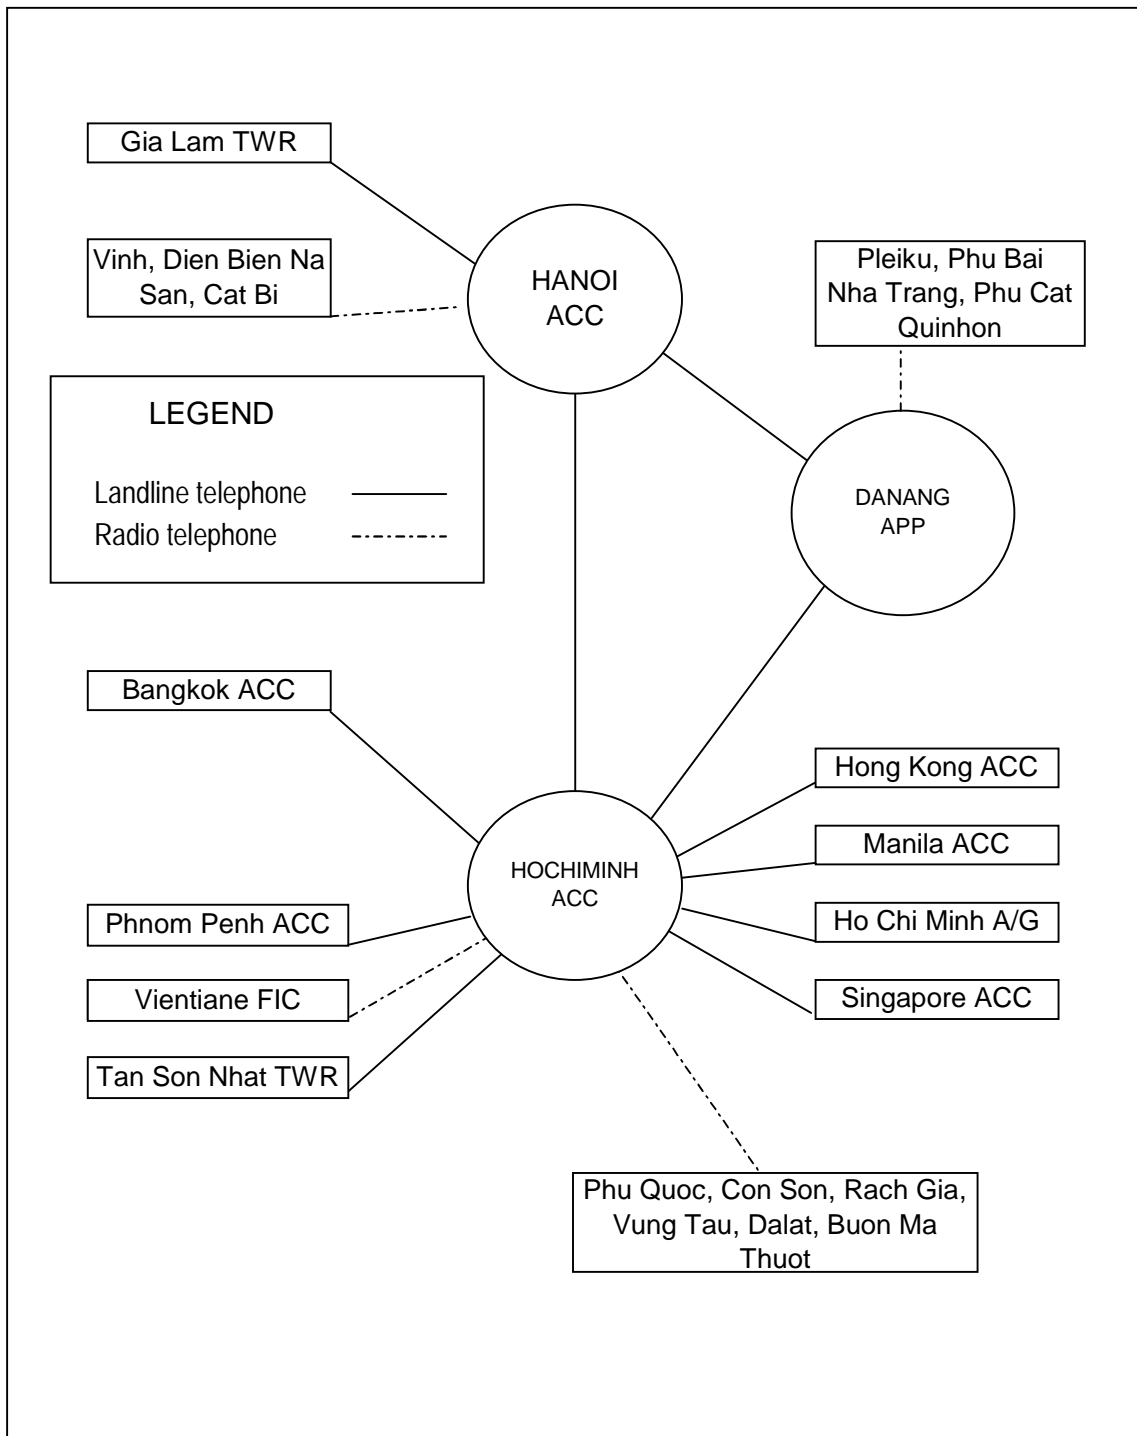 Gia Lam TWR
Vinh, Dien Bien Na
San, Cat Bi
HANOI
ACC
Pleiku, Phu Bai
Nha Trang, Phu Cat
Quinhon
LEGEND
Landline telephone
Radio telephone
DANANG
APP
Bangkok ACC
Hong Kong ACC
Manila ACC
HOCHIMINH
ACC
Phnom Penh ACC
Ho Chi Minh A/G
Vientiane FIC
Singapore ACC
Tan Son Nhat TWR
Phu Quoc, Con Son, Rach Gia,
Vung Tau, Dalat, Buon Ma
Thuot